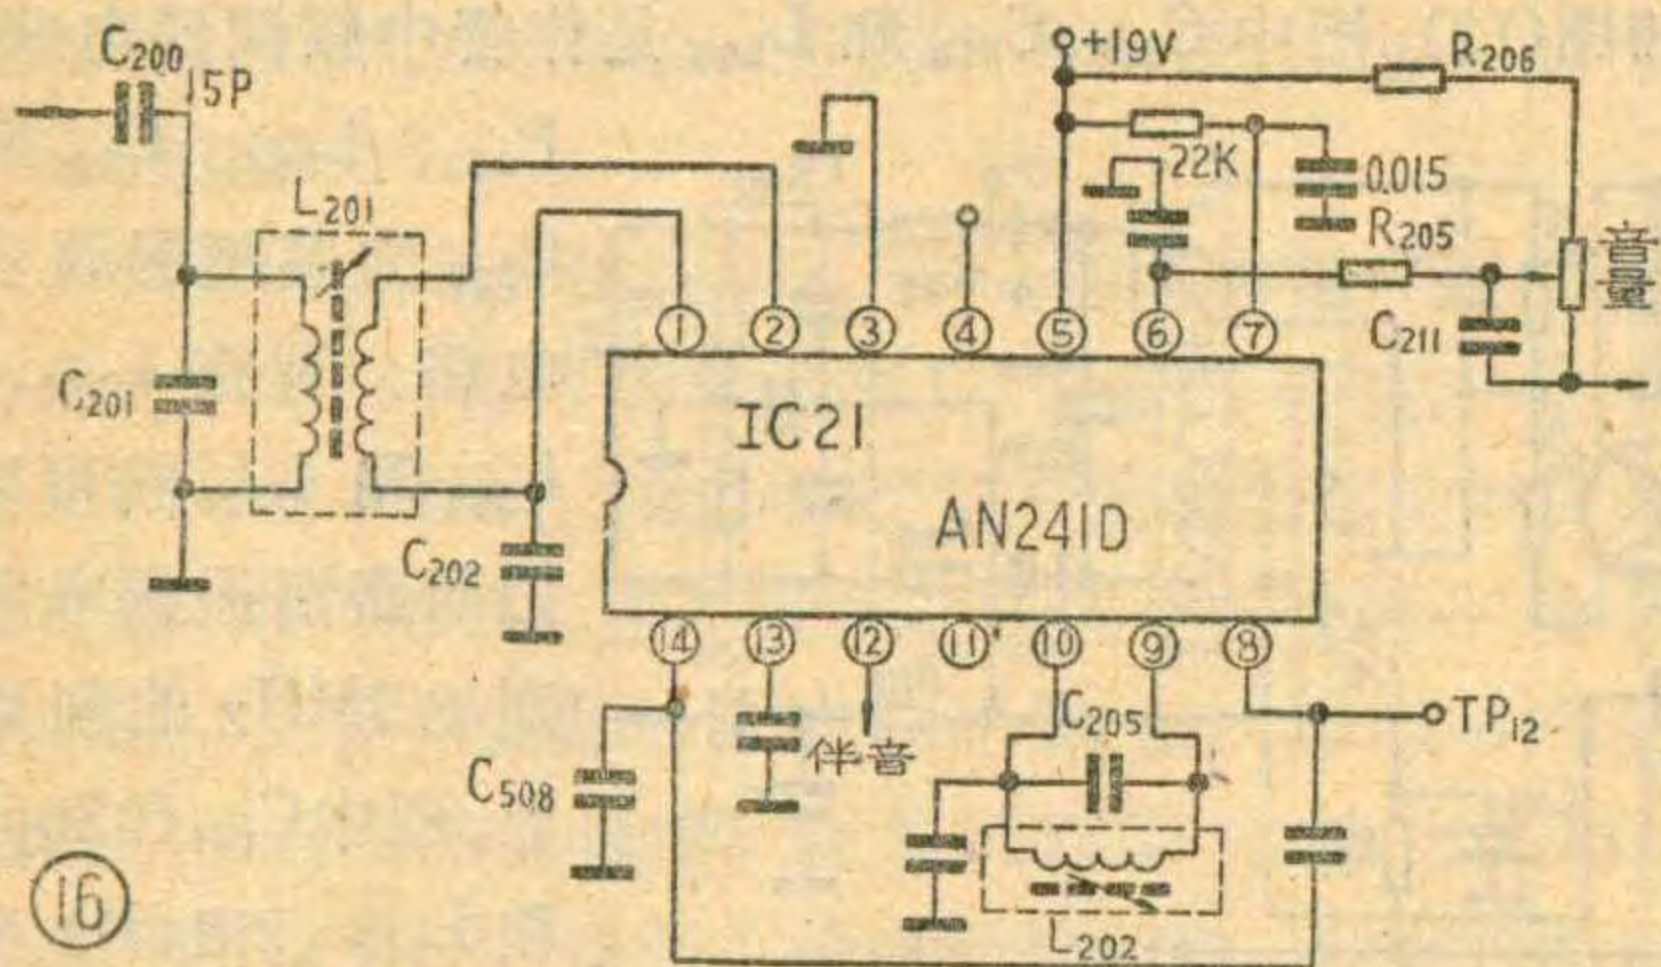 C200
15P
+19V
R206
22K
0.015
L201
R205
音量
① ② ③ ④ ⑤ ⑥ ⑦
C211
C201
IC21
AN241D
C202
⑭ ⑬ ⑫ ⑪ ⑩ ⑨ ⑧
C205
TP12
伴音
C508
L202
⑯